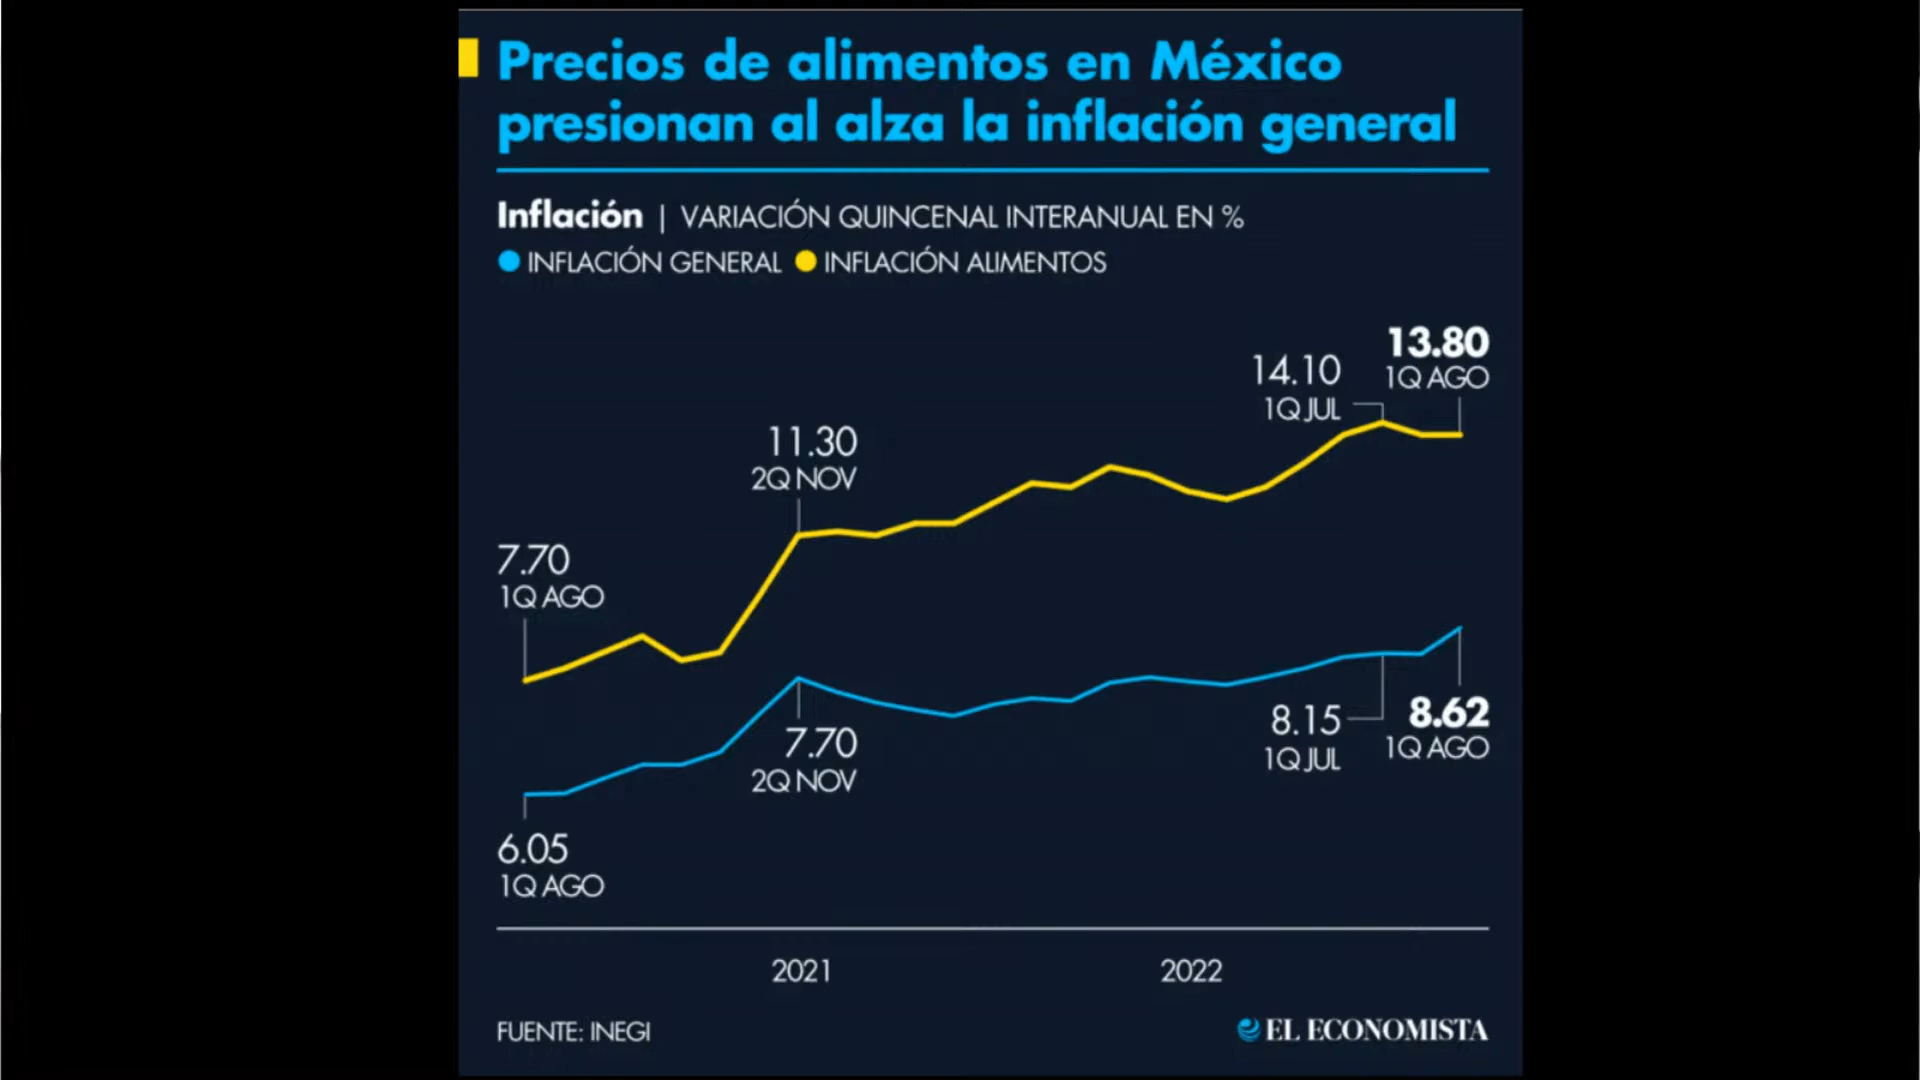 Precios de alimentos en México
presionan al alza la inflación general
Inflación | VARIACIÓN QUINCENAL INTERANUAL EN %
INFLACIÓN GENERAL INFLACIÓN ALIMENTOS
13.80
1Q AGO
14.10
1Q JUL
11.30
2Q NOV
7.70
1Q AGO
7.70
2Q NOV
8.15
1Q JUL
8.62
1Q AGO
6.05
1Q AGO
2021 2022
FUENTE: INEGI
EL ECONOMISTA